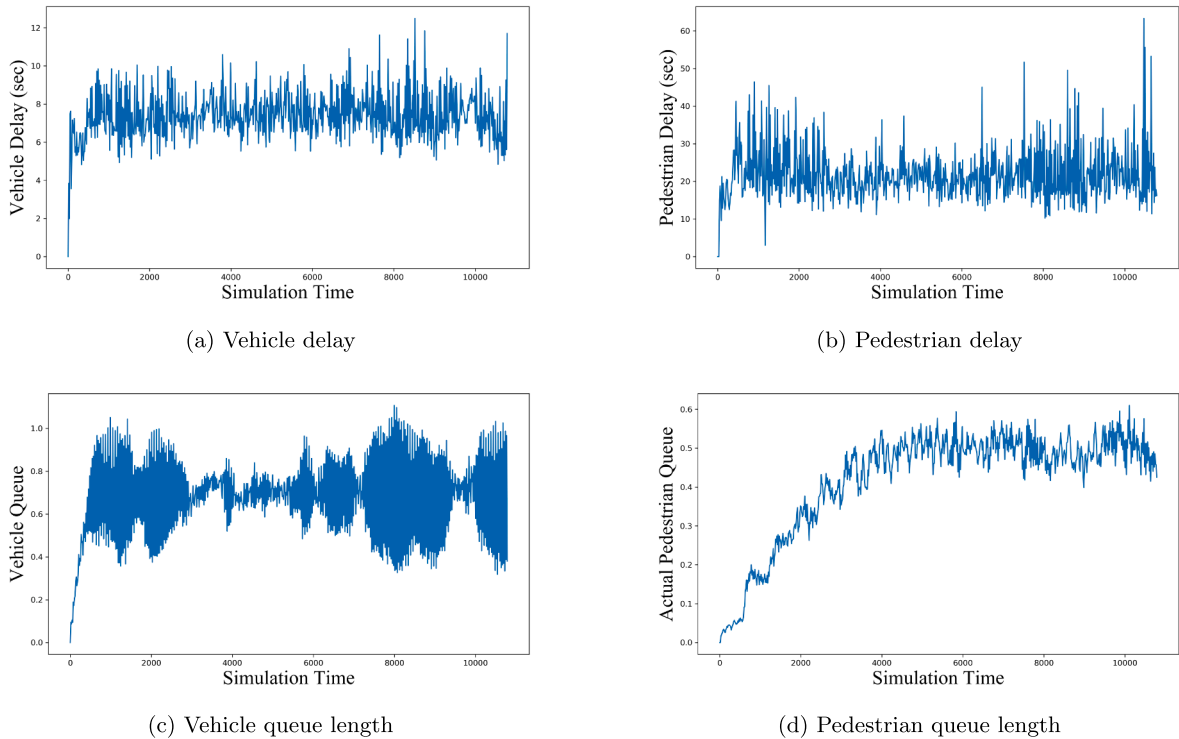 12
10
8
6
4
2
0
Vehicle Delay (sec)
0 2000 4000 6000 8000 10000
Simulation Time
(a) Vehicle delay
60
50
40
30
20
10
0
Pedestrian Delay (sec)
0 2000 4000 6000 8000 10000
Simulation Time
(b) Pedestrian delay
1.0
0.8
0.6
0.4
0.2
0.0
Vehicle Queue
0 2000 4000 6000 8000 10000
Simulation Time
(c) Vehicle queue length
0.6
0.5
0.4
0.3
0.2
0.1
0.0
Actual Pedestrian Queue
0 2000 4000 6000 8000 10000
Simulation Time
(d) Pedestrian queue length